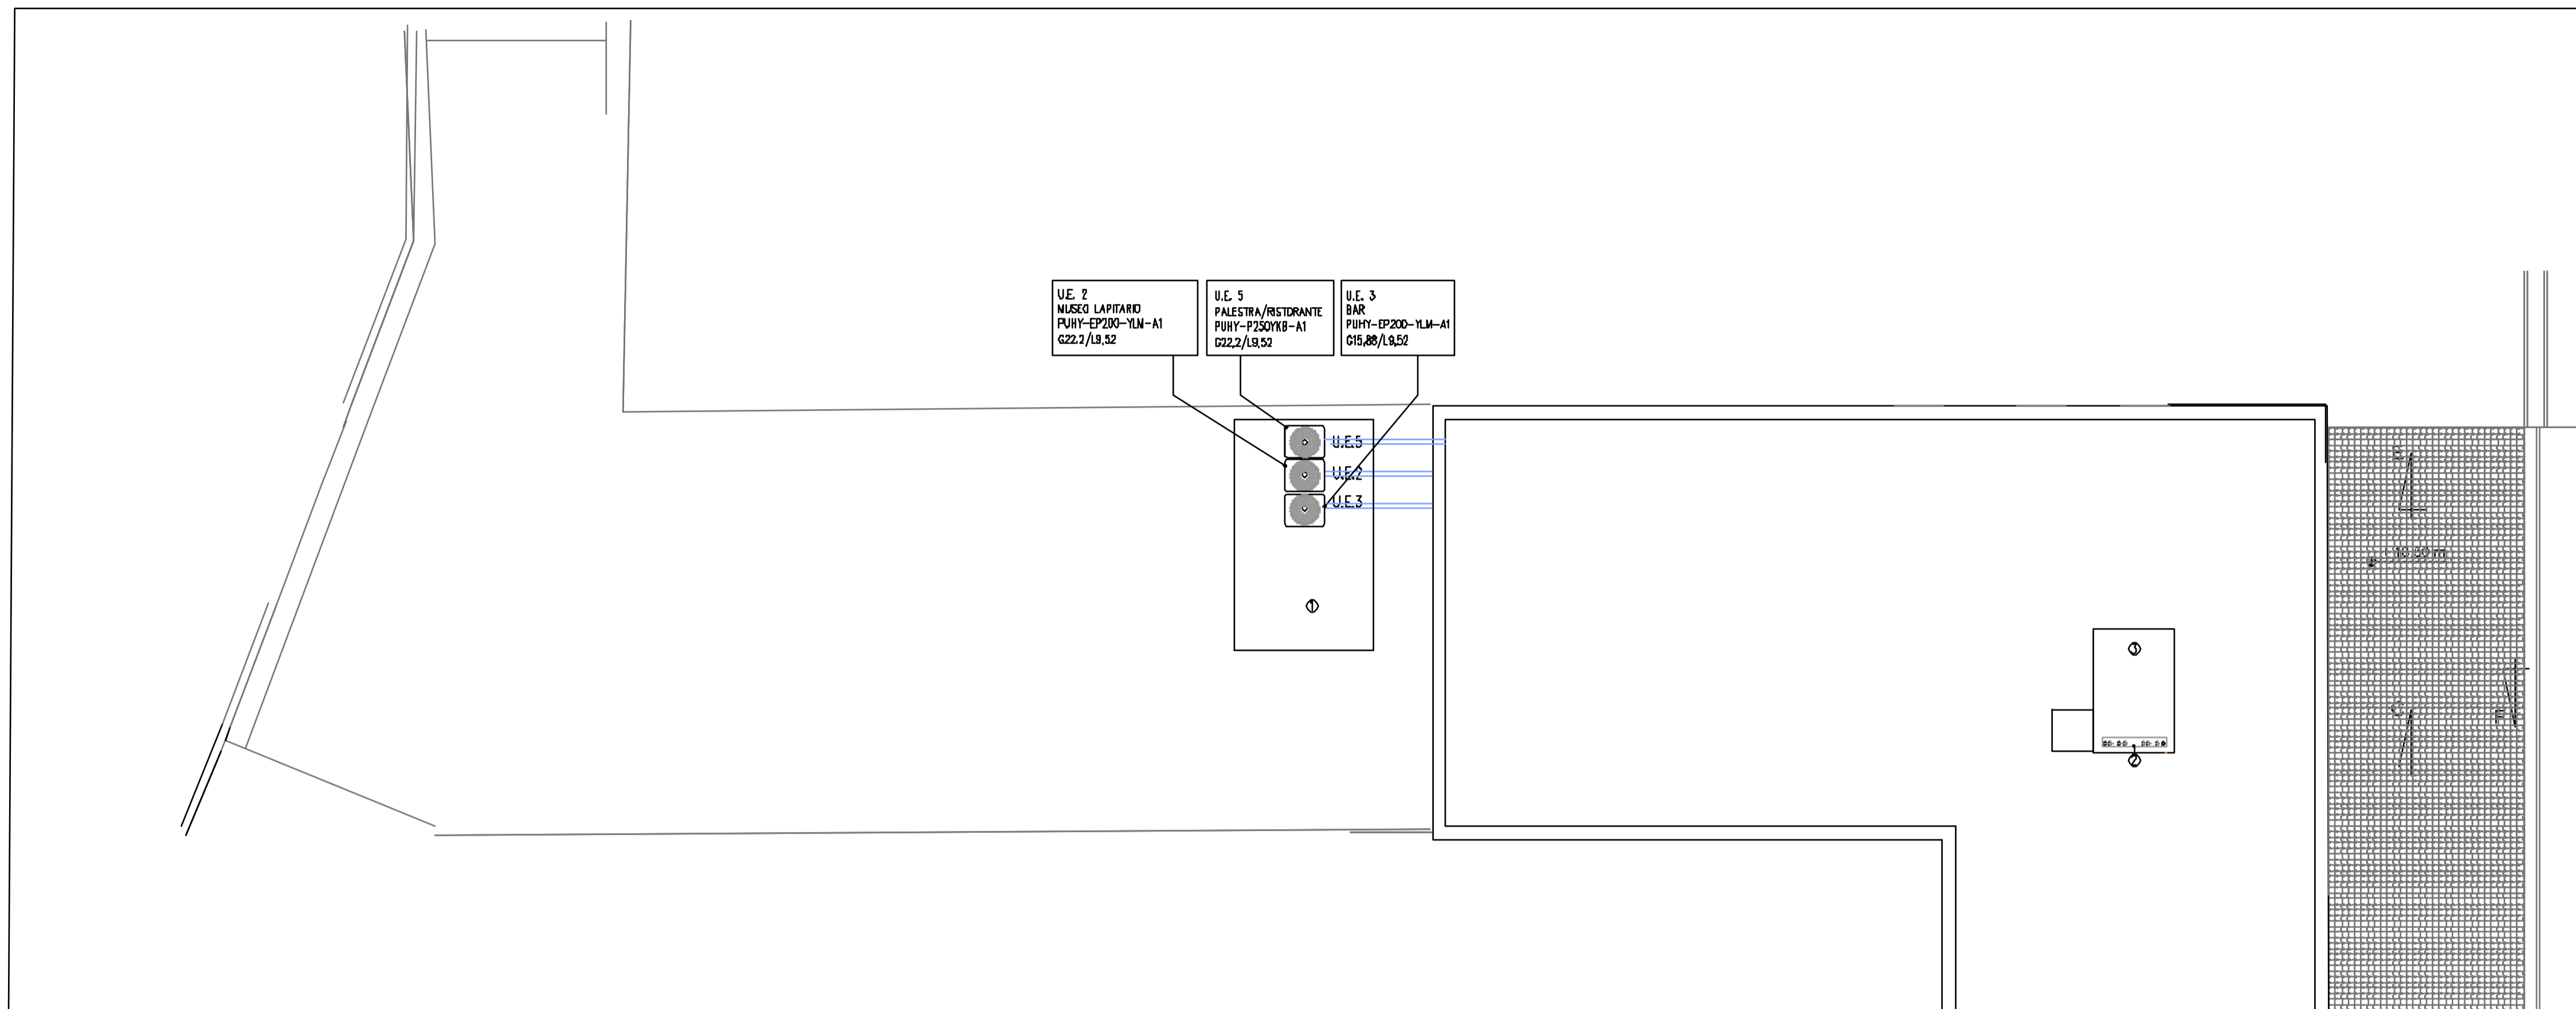 U.E. 2
MUSEO LAPITARIO
PUHY-EP200-YLM-A1
G22.2/L9,52
U.E. 5
PALESTRA/RISTORANTE
PUHY-P250YKB-A1
G22,2/L9,52
U.E. 3
BAR
PUHY-EP200-YLM-A1
G15,88/L9,52
U.E.5
U.E.2
U.E.3
1
3
2